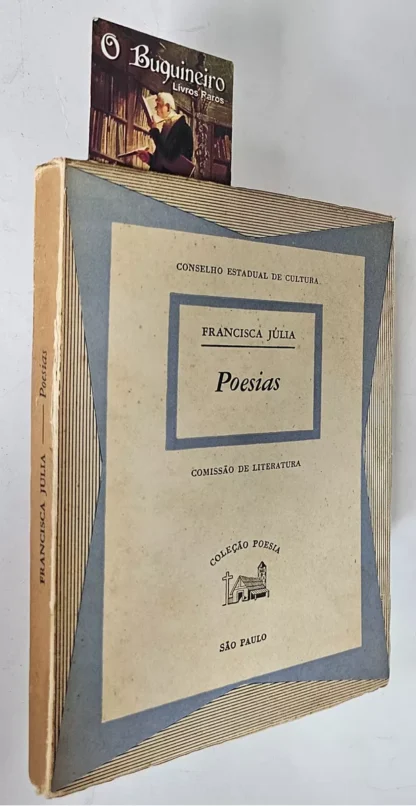 O Buquineiro
Livros Raros
CONSELHO ESTADUAL DE CULTURA
FRANCISCA JÚLIA
Poesias
COMISSÃO DE LITERATURA
COLEÇÃO POESIA
SÃO PAULO
FRANCISCA JÚLIA — Poesias